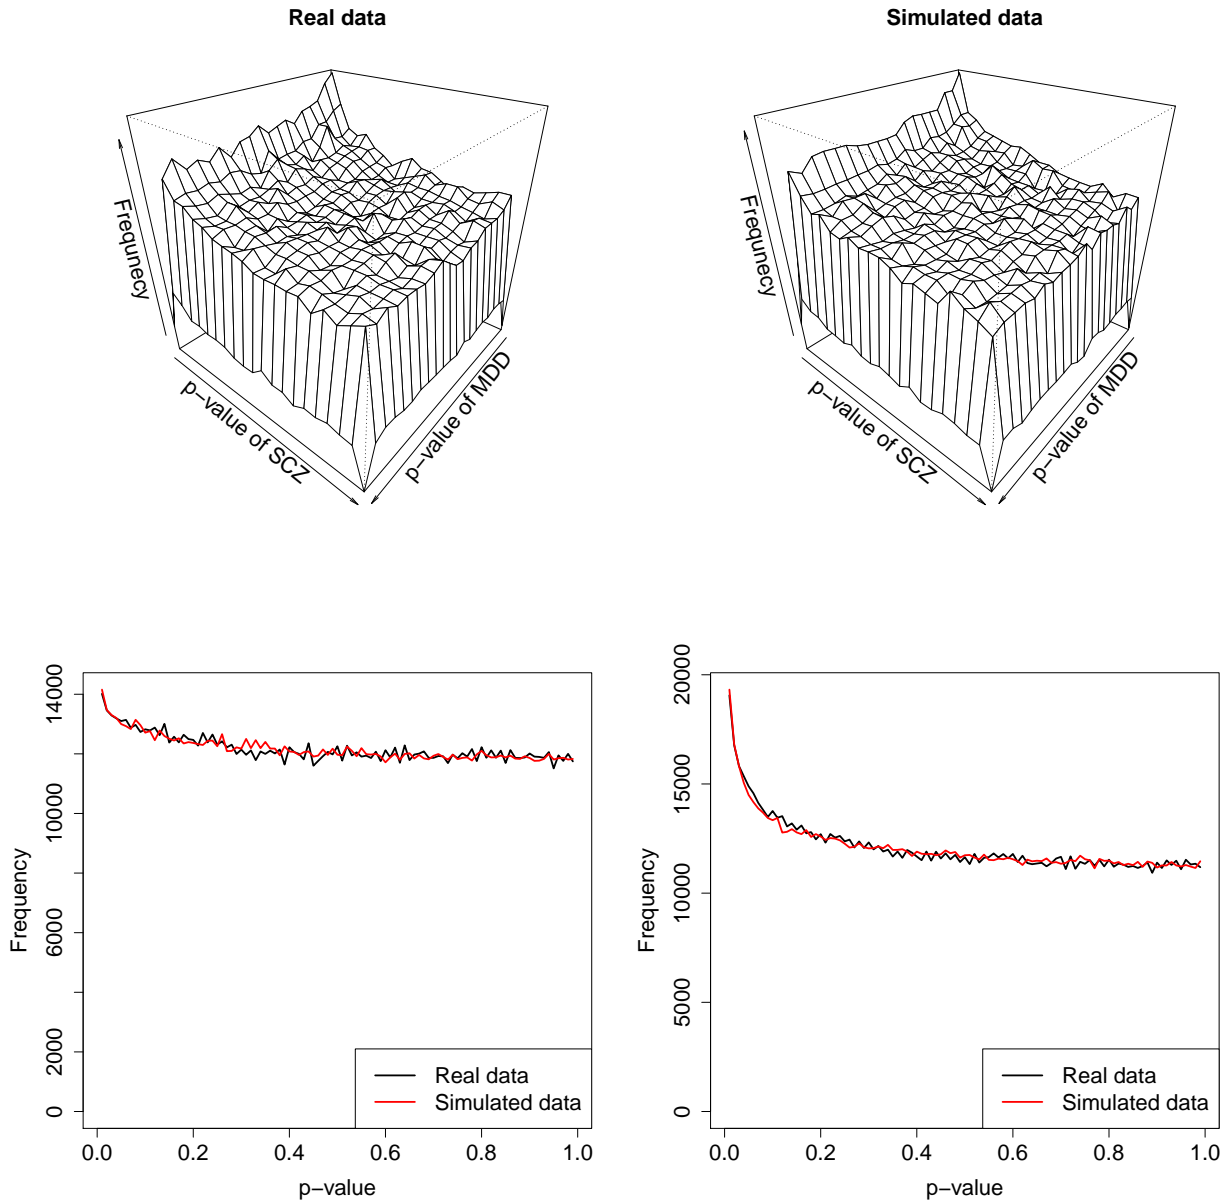 Real data
Simulated data
Frequnecy
p-value of SCZ
p-value of MDD
Frequnecy
p-value of SCZ
p-value of MDD
14000
10000
6000
2000
0
Frequency
Real data
Simulated data
0.0 0.2 0.4 0.6 0.8 1.0
p-value
20000
15000
10000
5000
0
Frequency
Real data
Simulated data
0.0 0.2 0.4 0.6 0.8 1.0
p-value